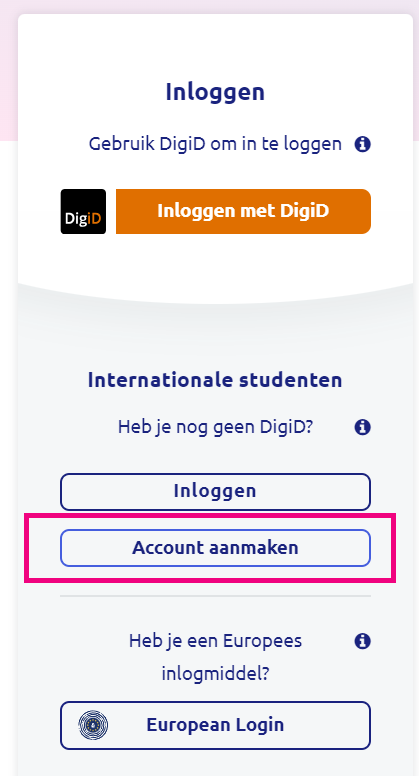 Inloggen
Gebruik DigiD om in te loggen
DigiD
Inloggen met DigiD
Internationale studenten
Heb je nog geen DigiD?
Inloggen
Account aanmaken
Heb je een Europees
inlogmiddel?
European Login